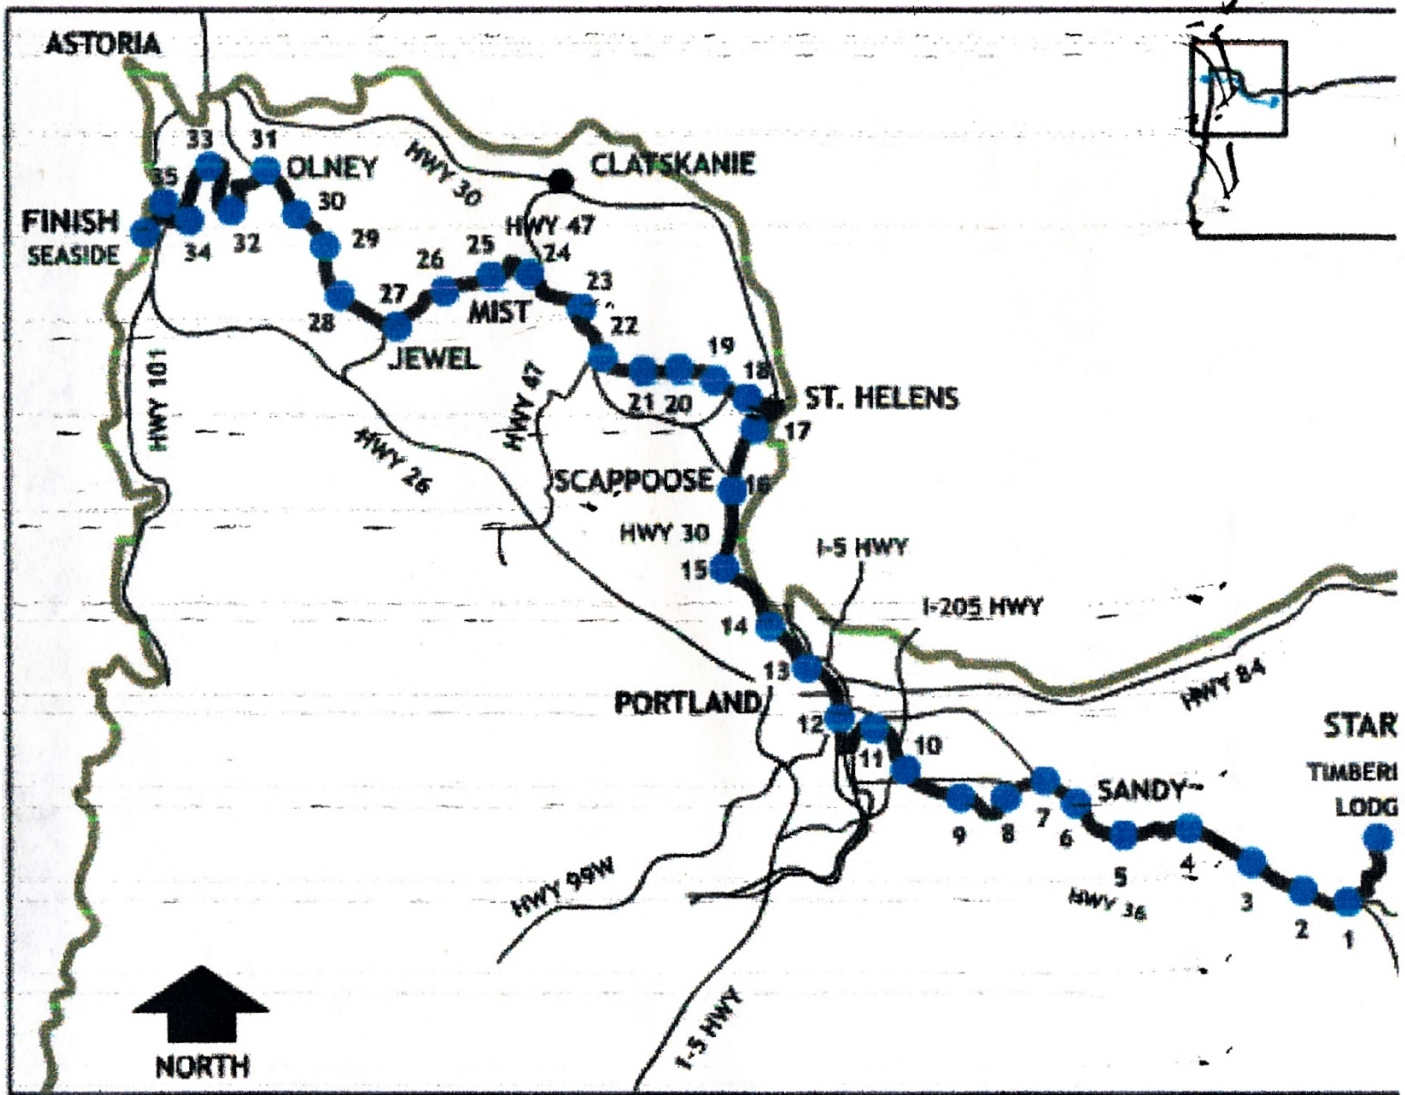 ASTORIA
33
31
OLNEY
CLATSKANIE
HWY 30
35
30
FINISH
SEASIDE
34
32
29
HWY 47
25
24
26
23
27
MIST
28
22
JEWEL
19
18
HWY 101
21
20
ST. HELENS
17
HWY 47
HWY 26
SCAPPOOSE
16
HWY 30
I-5 HWY
15
I-205 HWY
14
13
HWY 84
PORTLAND
12
STAR
11
10
TIMBERI
SANDY
LODG
9
8
7
6
5
4
HWY 36
3
2
1
HWY 99W
I-5 HWY
NORTH